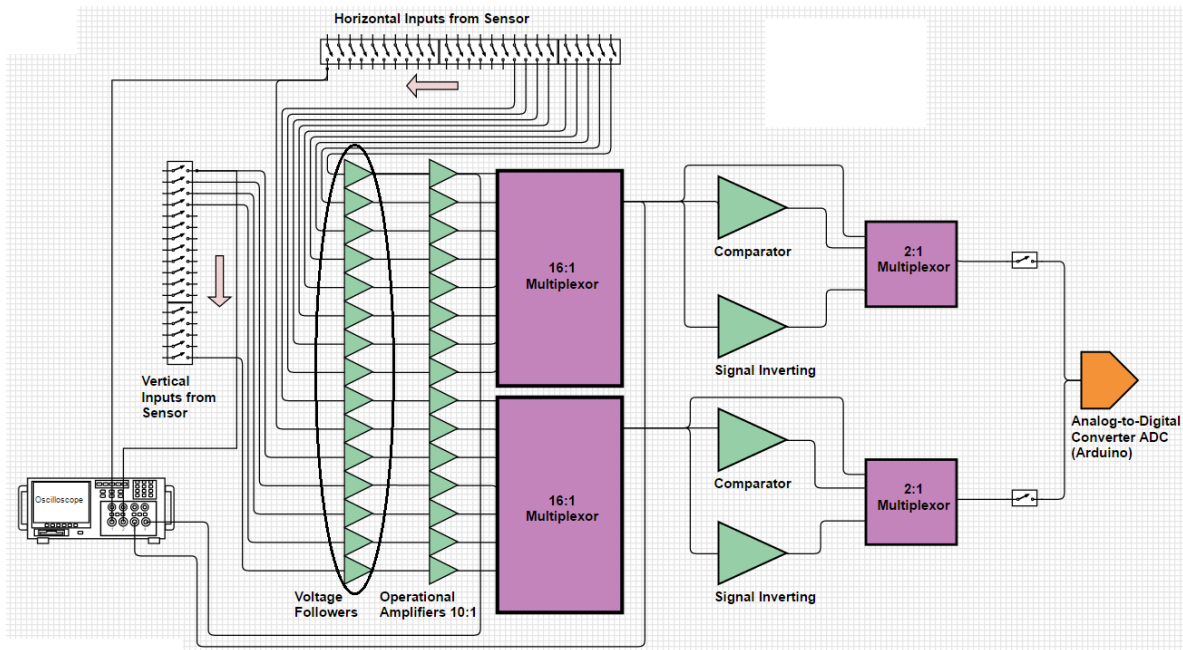 Horizontal Inputs from Sensor
Vertical
Inputs from
Sensor
Oscilloscope
Voltage
Followers
Operational
Amplifiers 10:1
16:1
Multiplexor
16:1
Multiplexor
Comparator
Signal Inverting
2:1
Multiplexor
Comparator
Signal Inverting
2:1
Multiplexor
Analog-to-Digital
Converter ADC
(Arduino)